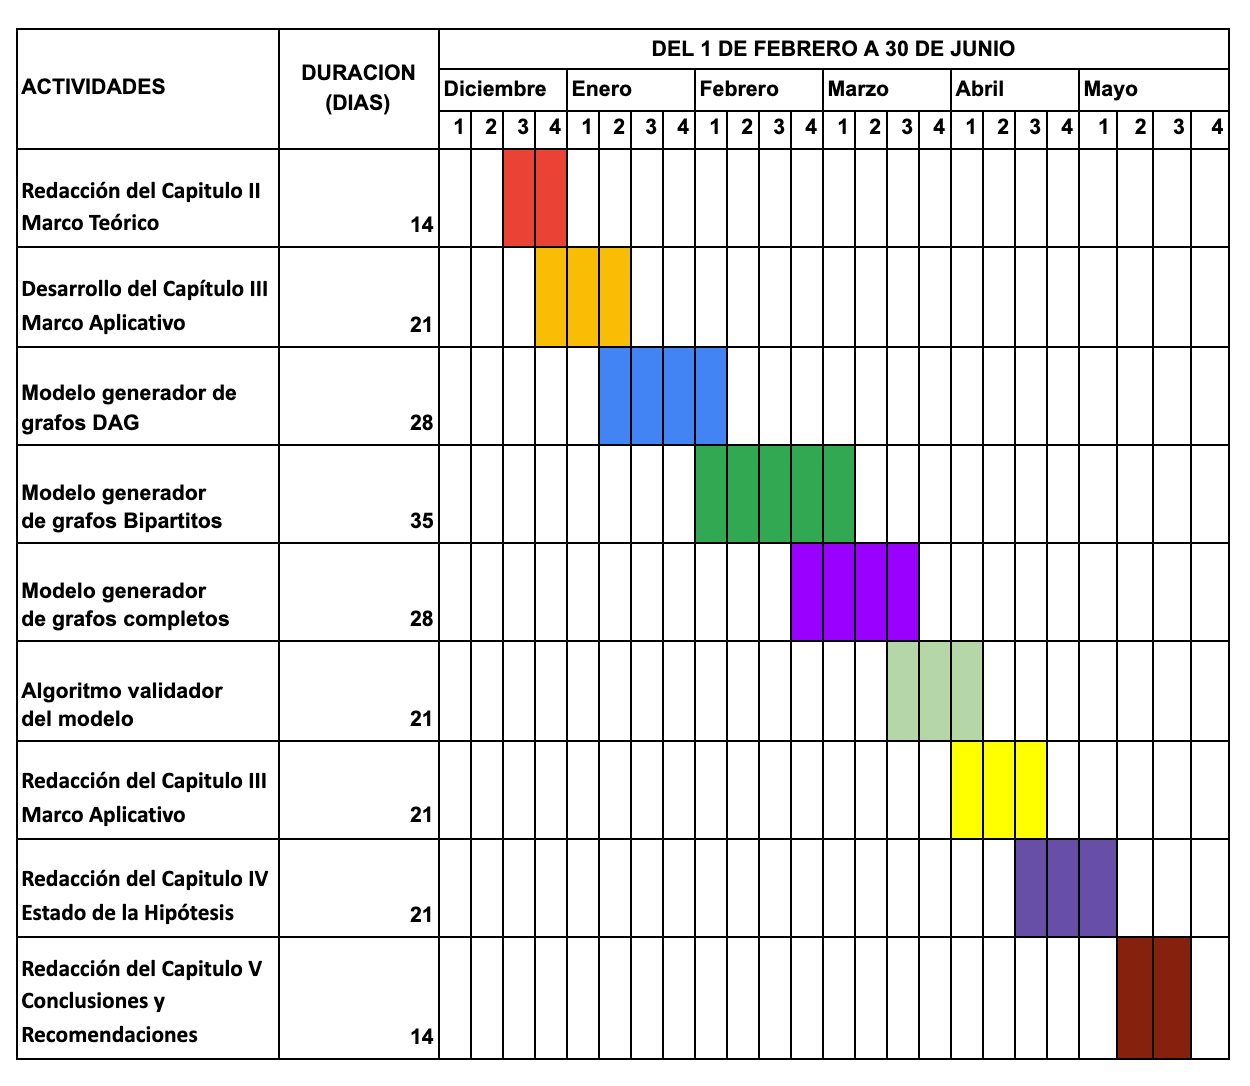 DEL 1 DE FEBRERO A 30 DE JUNIO
ACTIVIDADES
DURACION
(DIAS)
Diciembre Enero Febrero Marzo Abril Mayo
1 2 3 4 1 2 3 4 1 2 3 4 1 2 3 4 1 2 3 4 1 2 3 4
Redacción del Capitulo II
Marco Teórico
14
Desarrollo del Capítulo III
Marco Aplicativo
21
Modelo generador de
grafos DAG
28
Modelo generador
de grafos Bipartitos
35
Modelo generador
de grafos completos
28
Algoritmo validador
del modelo
21
Redacción del Capitulo III
Marco Aplicativo
21
Redacción del Capitulo IV
Estado de la Hipótesis
21
Redacción del Capitulo V
Conclusiones y
Recomendaciones
14